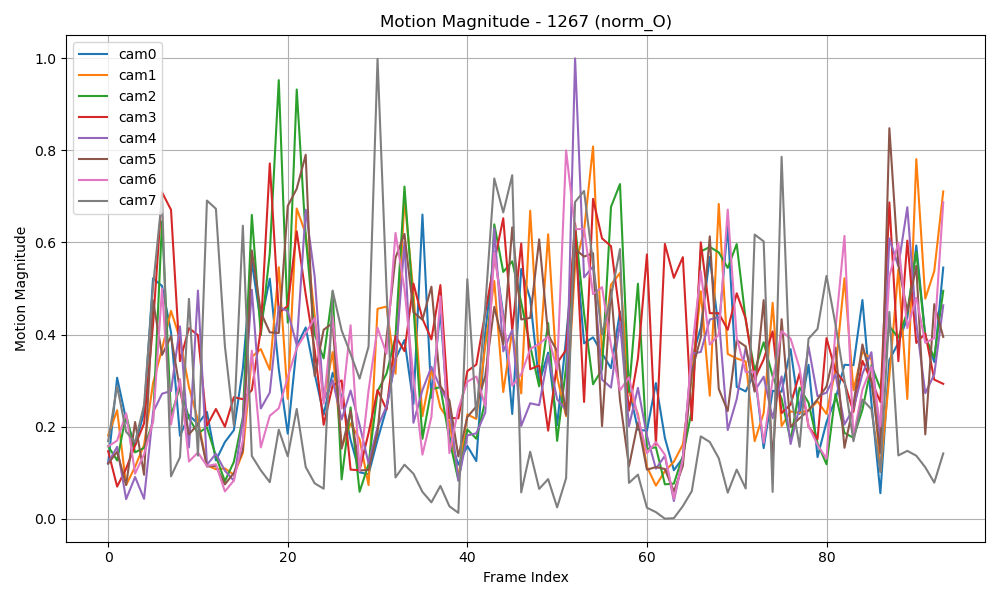 Motion Magnitude - 1267 (norm_O)
cam0
cam1
cam2
cam3
cam4
cam5
cam6
cam7
1.0
0.8
0.6
0.4
0.2
0.0
Motion Magnitude
0
20
40
60
80
Frame Index